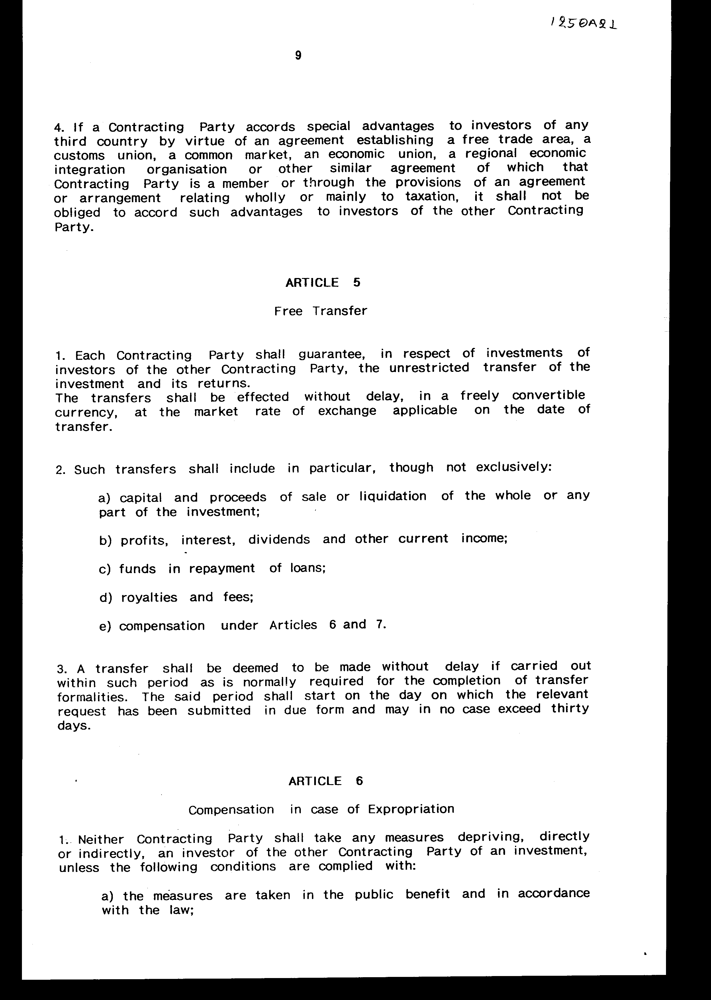 1250A21
9
4. If a Contracting Party accords special advantages to investors of any
third country by virtue of an agreement establishing a free trade area, a
customs union, a common market, an economic union, a regional economic
integration organisation or other similar agreement of which that
Contracting Party is a member or through the provisions of an agreement
or arrangement relating wholly or mainly to taxation, it shall not be
obliged to accord such advantages to investors of the other Contracting
Party.
ARTICLE 5
Free Transfer
1. Each Contracting Party shall guarantee, in respect of investments of
investors of the other Contracting Party, the unrestricted transfer of the
investment and its returns.
The transfers shall be effected without delay, in a freely convertible
currency, at the market rate of exchange applicable on the date of
transfer.
2. Such transfers shall include in particular, though not exclusively:
a) capital and proceeds of sale or liquidation of the whole or any
part of the investment;
b) profits, interest, dividends and other current income;
c) funds in repayment of loans;
d) royalties and fees;
e) compensation under Articles 6 and 7.
3. A transfer shall be deemed to be made without delay if carried out
within such period as is normally required for the completion of transfer
formalities. The said period shall start on the day on which the relevant
request has been submitted in due form and may in no case exceed thirty
days.
ARTICLE 6
Compensation in case of Expropriation
1. Neither Contracting Party shall take any measures depriving, directly
or indirectly, an investor of the other Contracting Party of an investment,
unless the following conditions are complied with:
a) the measures are taken in the public benefit and in accordance
with the law;